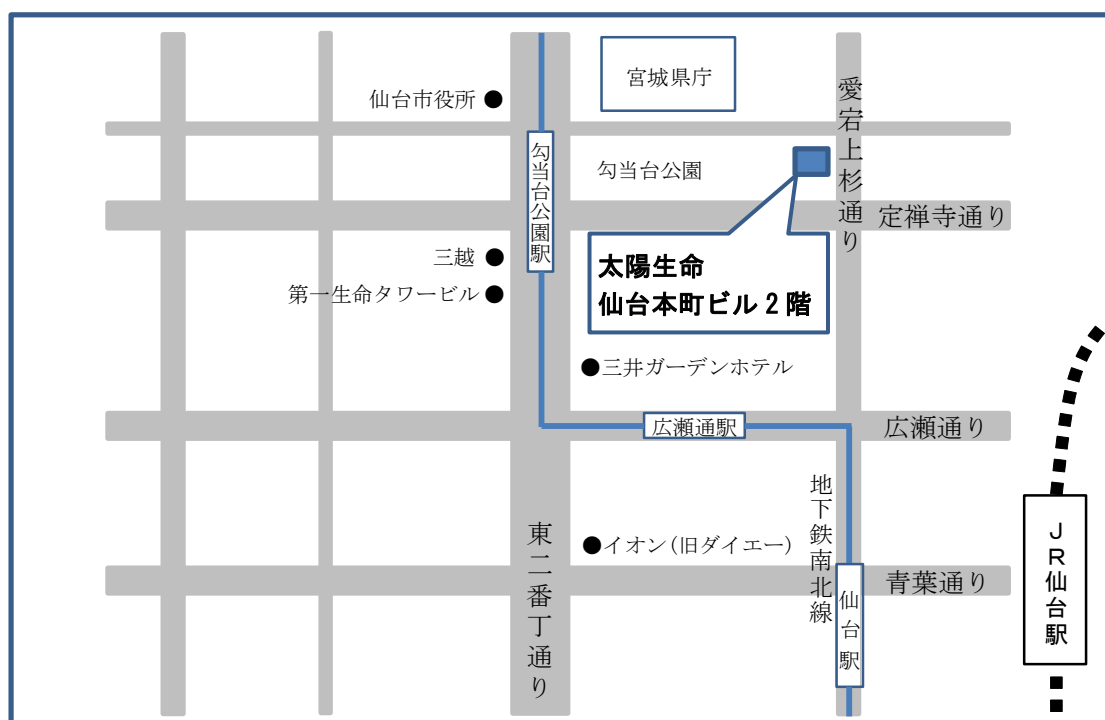 宮城県庁
仙台市役所 ●
愛宕上杉通り
勾当台公園駅
勾当台公園
定禅寺通り
三越 ●
太陽生命
仙台本町ビル2階
第一生命タワービル ●
●三井ガーデンホテル
広瀬通駅
広瀬通り
地下鉄南北線
東二番丁通り
●イオン(旧ダイエー)
青葉通り
仙台駅
JR仙台駅